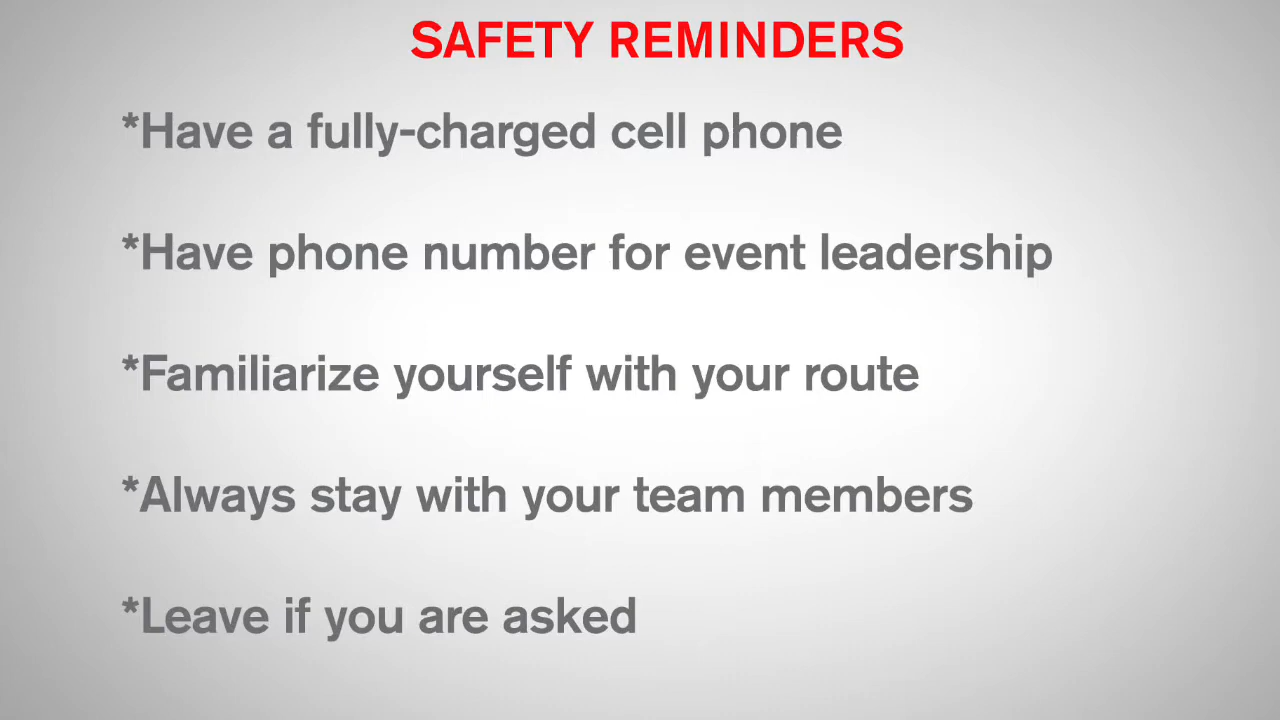 SAFETY REMINDERS
*Have a fully-charged cell phone
*Have phone number for event leadership
*Familiarize yourself with your route
*Always stay with your team members
*Leave if you are asked